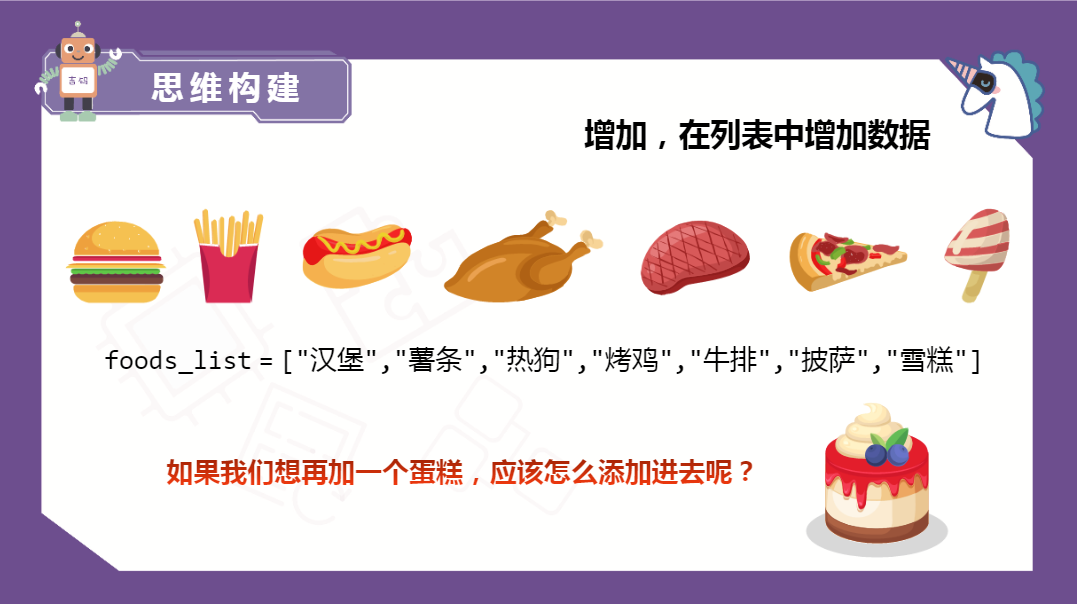 吉码
思维构建
增加，在列表中增加数据
foods_list = ["汉堡","薯条","热狗","烤鸡","牛排","披萨","雪糕"]
如果我们想再加一个蛋糕，应该怎么添加进去呢？